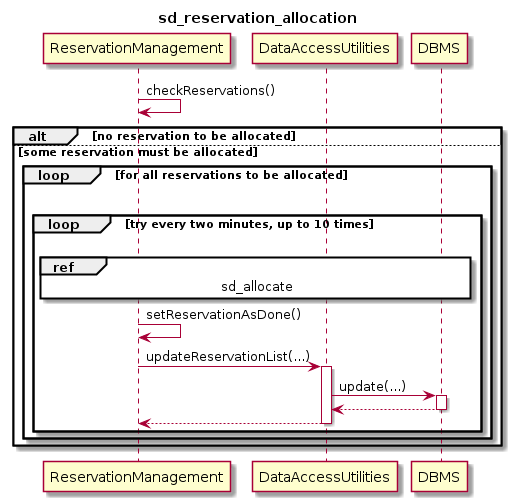 sd_reservation_allocation
ReservationManagement
DataAccessUtilities
DBMS
checkReservations()
alt [no reservation to be allocated]
[some reservation must be allocated]
loop [for all reservations to be allocated]
loop [try every two minutes, up to 10 times]
ref
sd_allocate
setReservationAsDone()
updateReservationList(...)
update(...)
ReservationManagement
DataAccessUtilities
DBMS